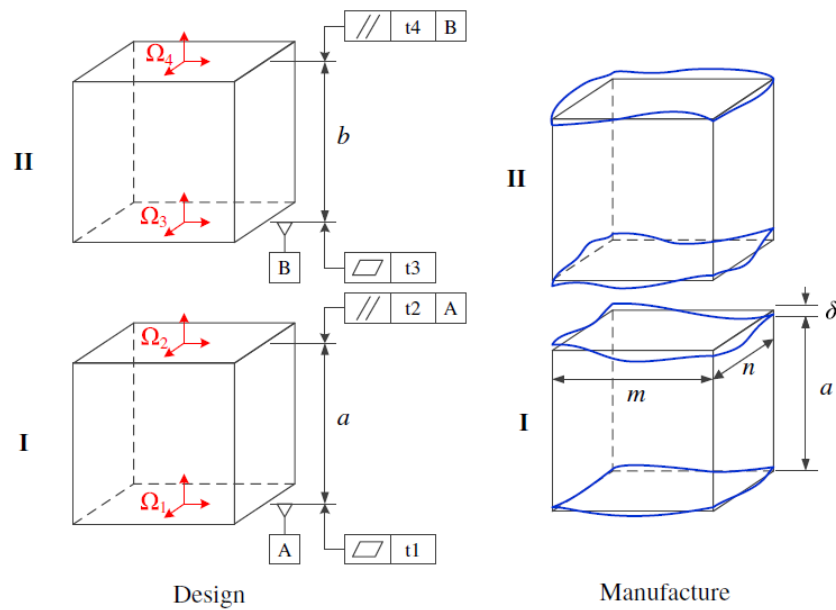 // t4 B
Ω4
II
b
Ω3
B
▱ t3
// t2 A
Ω2
a
I
Ω1
A
▱ t1
Design
II
δ
n
m
a
I
Manufacture